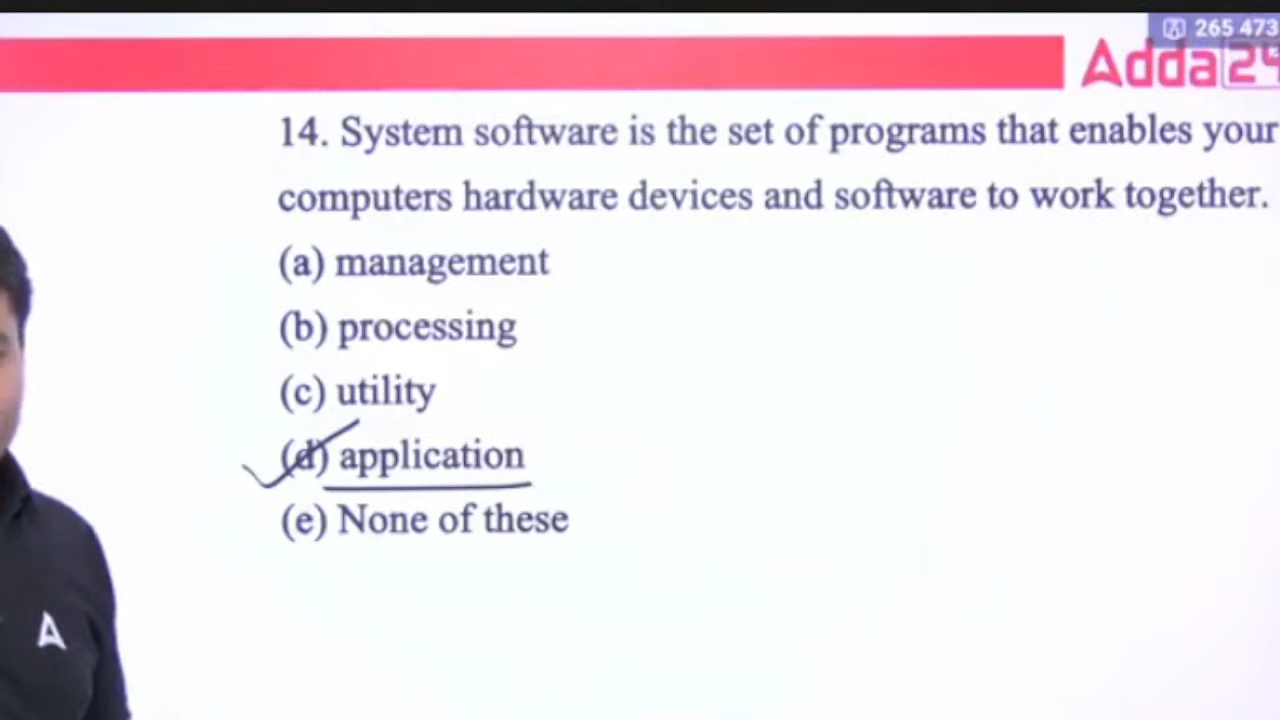 265 473
Adda24
14. System software is the set of programs that enables your
computers hardware devices and software to work together.
(a) management
(b) processing
(c) utility
(d) application
(e) None of these